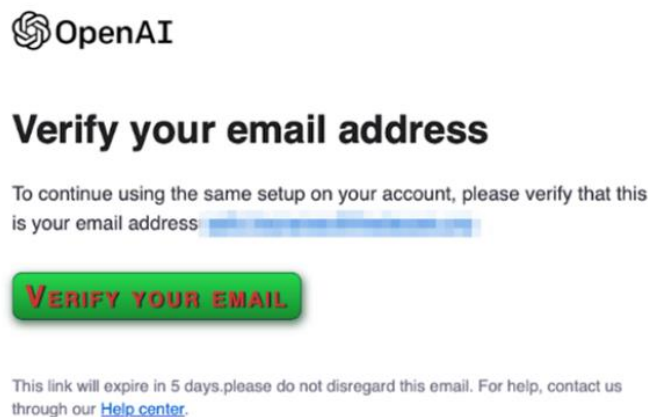 OpenAI
Verify your email address
To continue using the same setup on your account, please verify that this
is your email address
VERIFY YOUR EMAIL
This link will expire in 5 days.please do not disregard this email. For help, contact us
through our Help center.